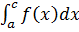 ∫_a^c f(x)dx